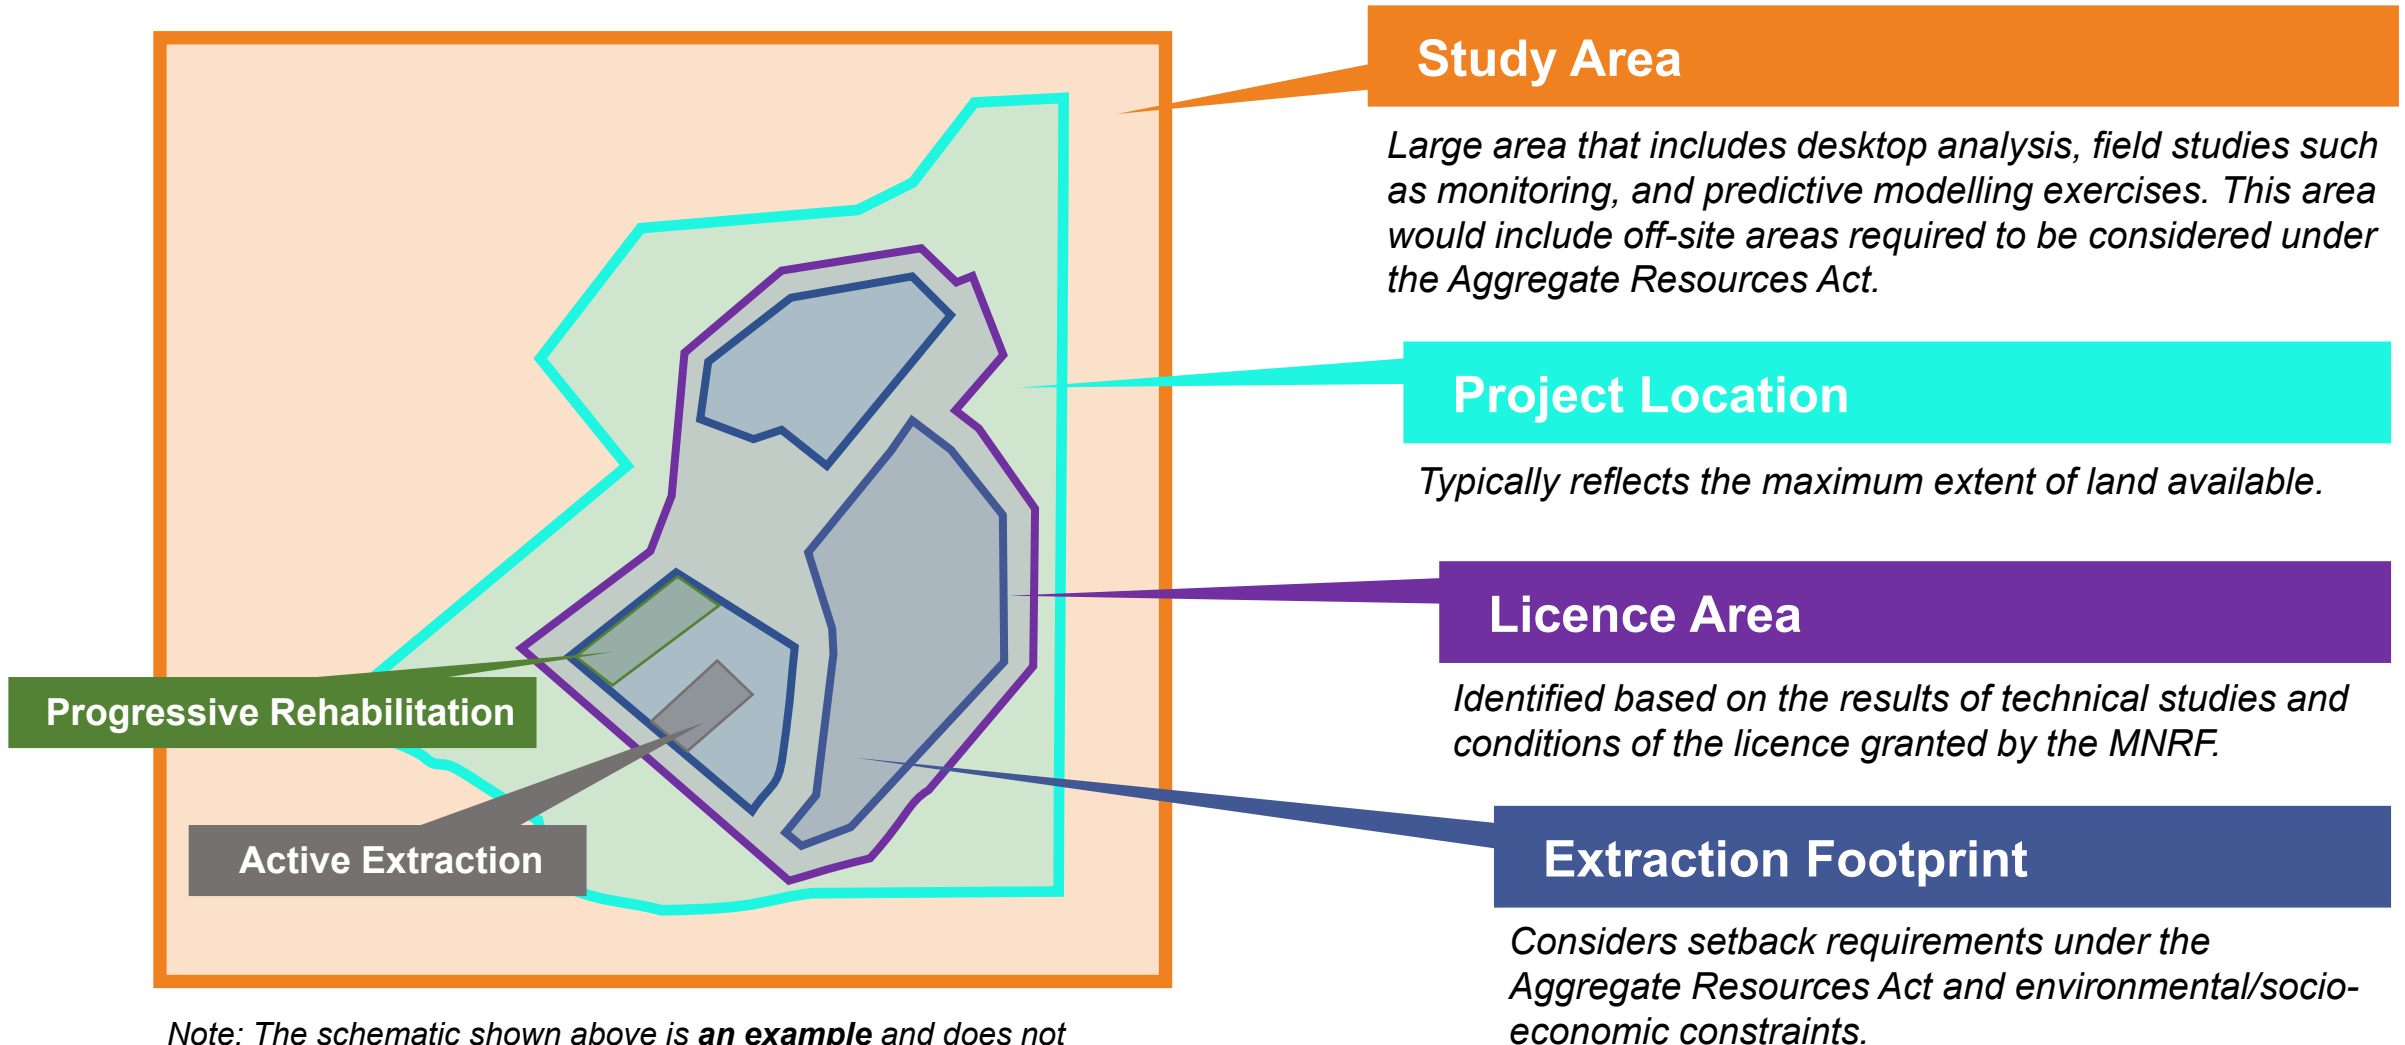 Study Area
Large area that includes desktop analysis, field studies such
as monitoring, and predictive modelling exercises. This area
would include off-site areas required to be considered under
the Aggregate Resources Act.
Project Location
Typically reflects the maximum extent of land available.
Licence Area
Identified based on the results of technical studies and
conditions of the licence granted by the MNRF.
Extraction Footprint
Considers setback requirements under the
Aggregate Resources Act and environmental/socio-
economic constraints.
Progressive Rehabilitation
Active Extraction
Note: The schematic shown above is an example and does not